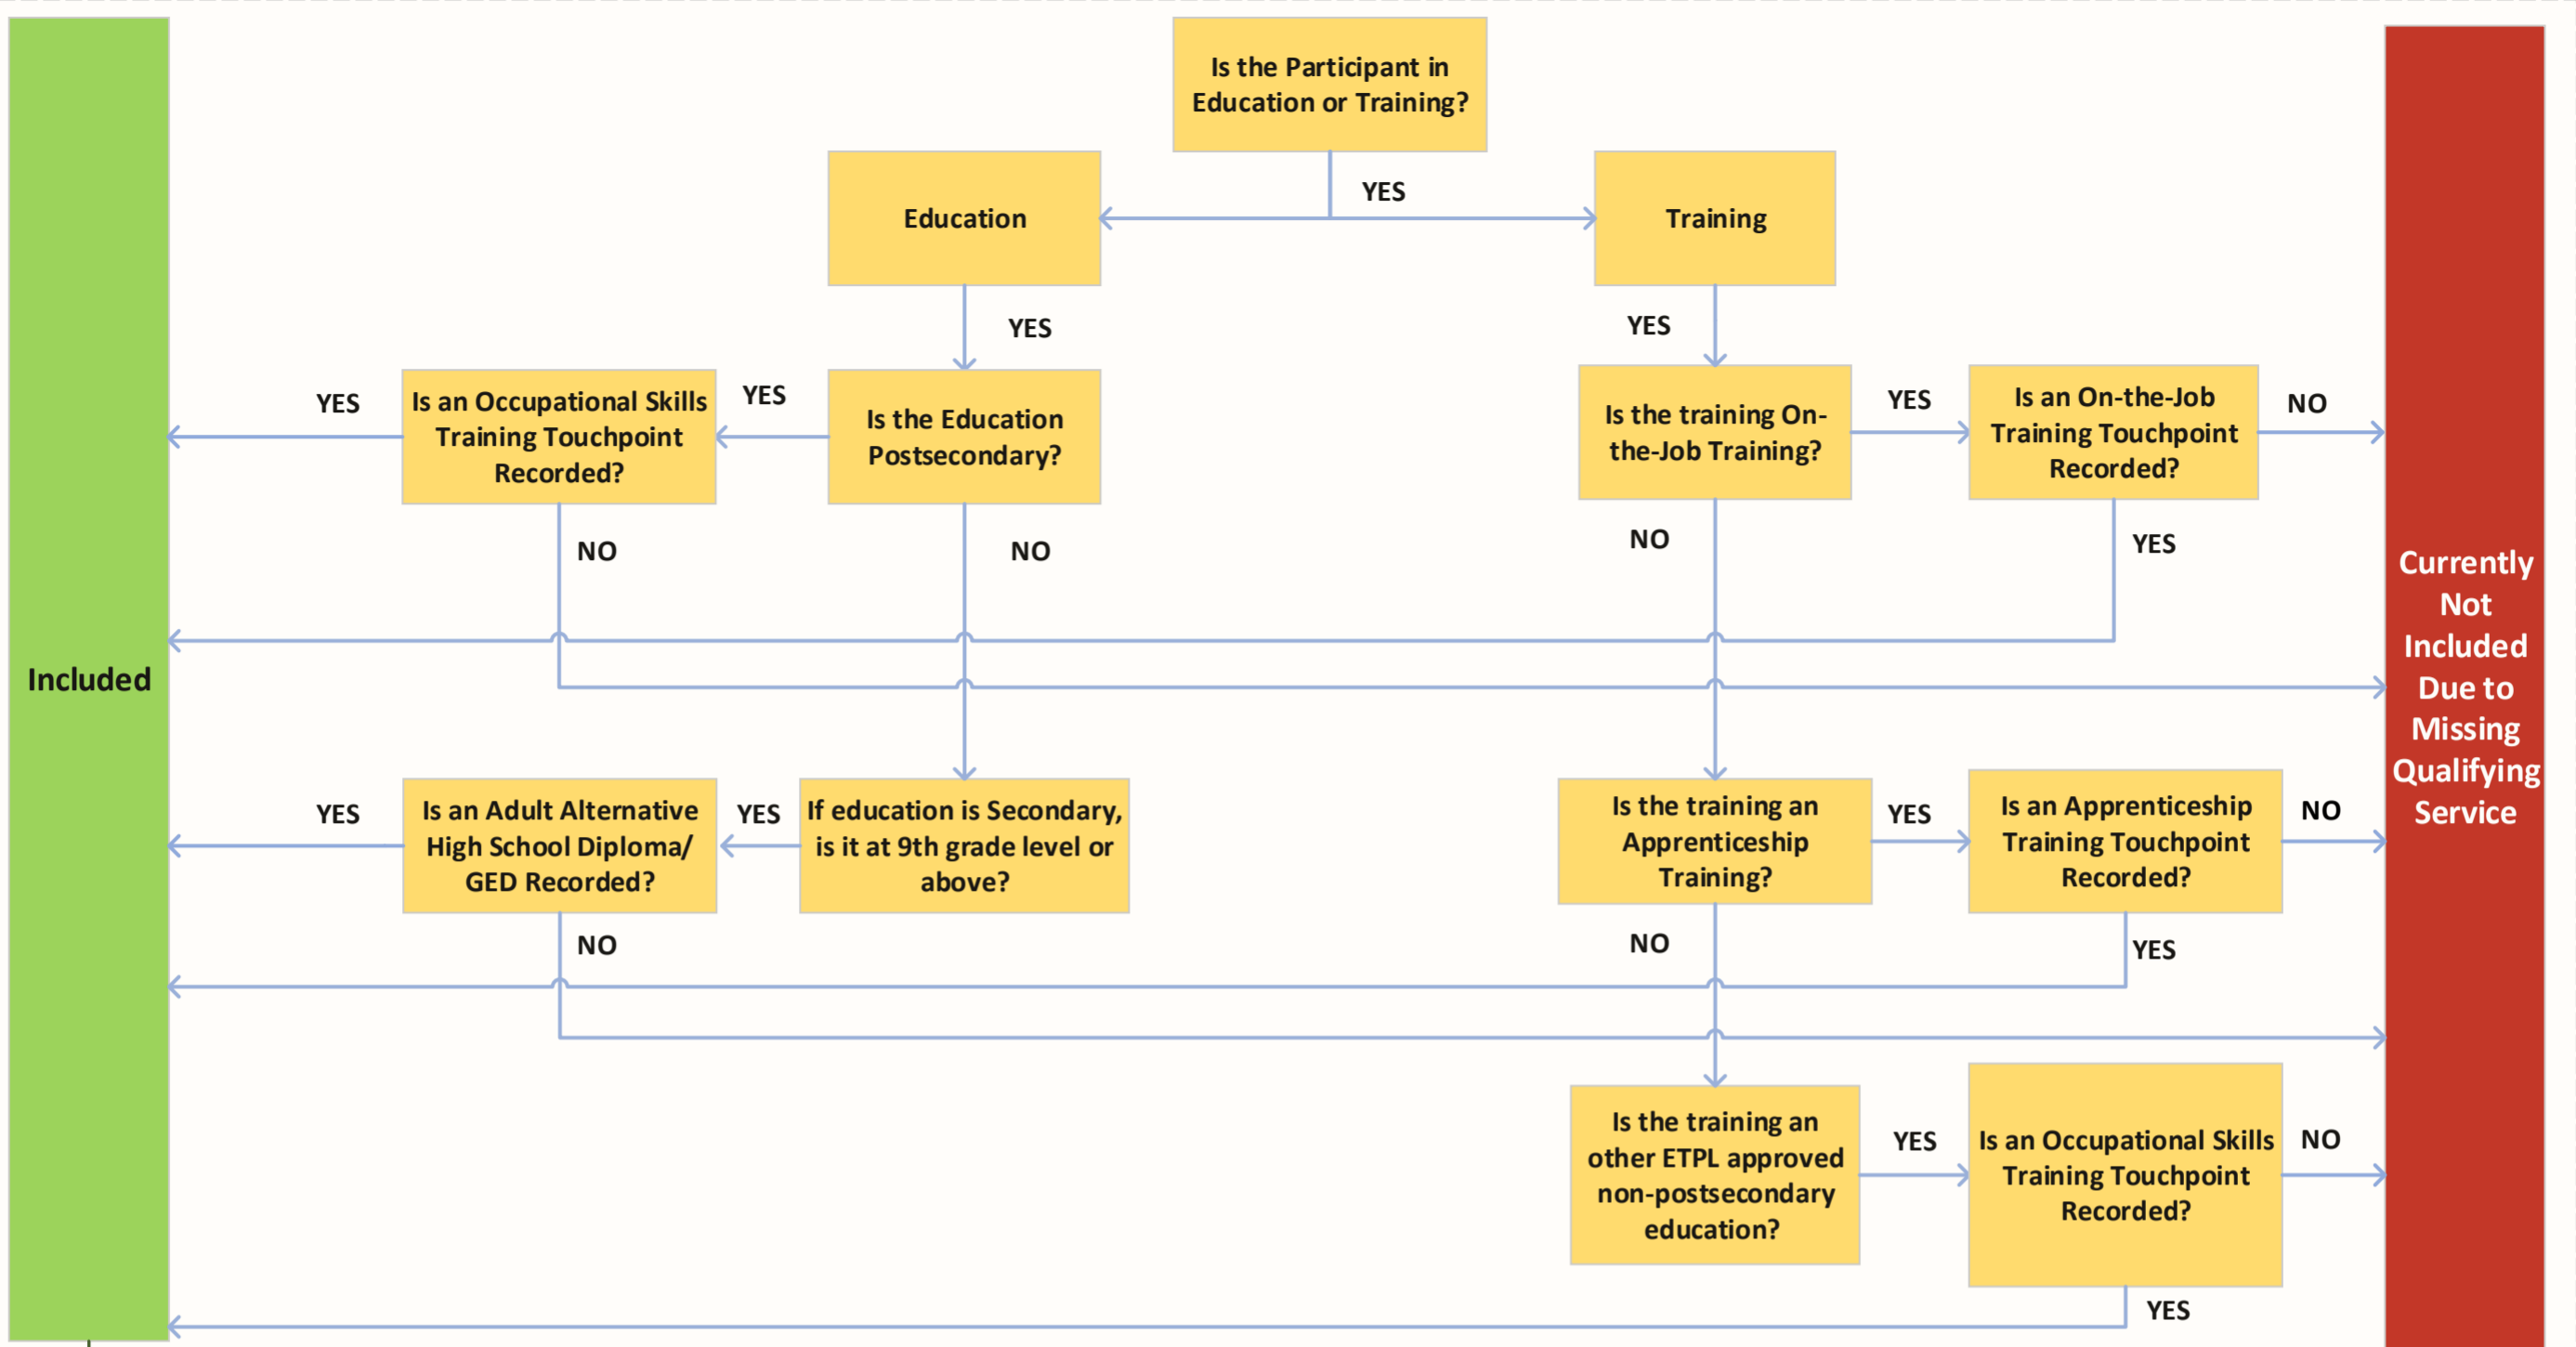 Is the Participant in
Education or Training?
YES
Education
Training
YES
YES
YES
Is an Occupational Skills
Training Touchpoint
Recorded?
YES
Is the Education
Postsecondary?
Is the training On-
the-Job Training?
YES
Is an On-the-Job
Training Touchpoint
Recorded?
NO
NO
NO
NO
YES
Included
Currently
Not
Included
Due to
Missing
Qualifying
Service
YES
Is an Adult Alternative
High School Diploma/
GED Recorded?
YES
If education is Secondary,
is it at 9th grade level or
above?
Is the training an
Apprenticeship
Training?
YES
Is an Apprenticeship
Training Touchpoint
Recorded?
NO
NO
NO
YES
Is the training an
other ETPL approved
non-postsecondary
education?
YES
Is an Occupational Skills
Training Touchpoint
Recorded?
NO
YES